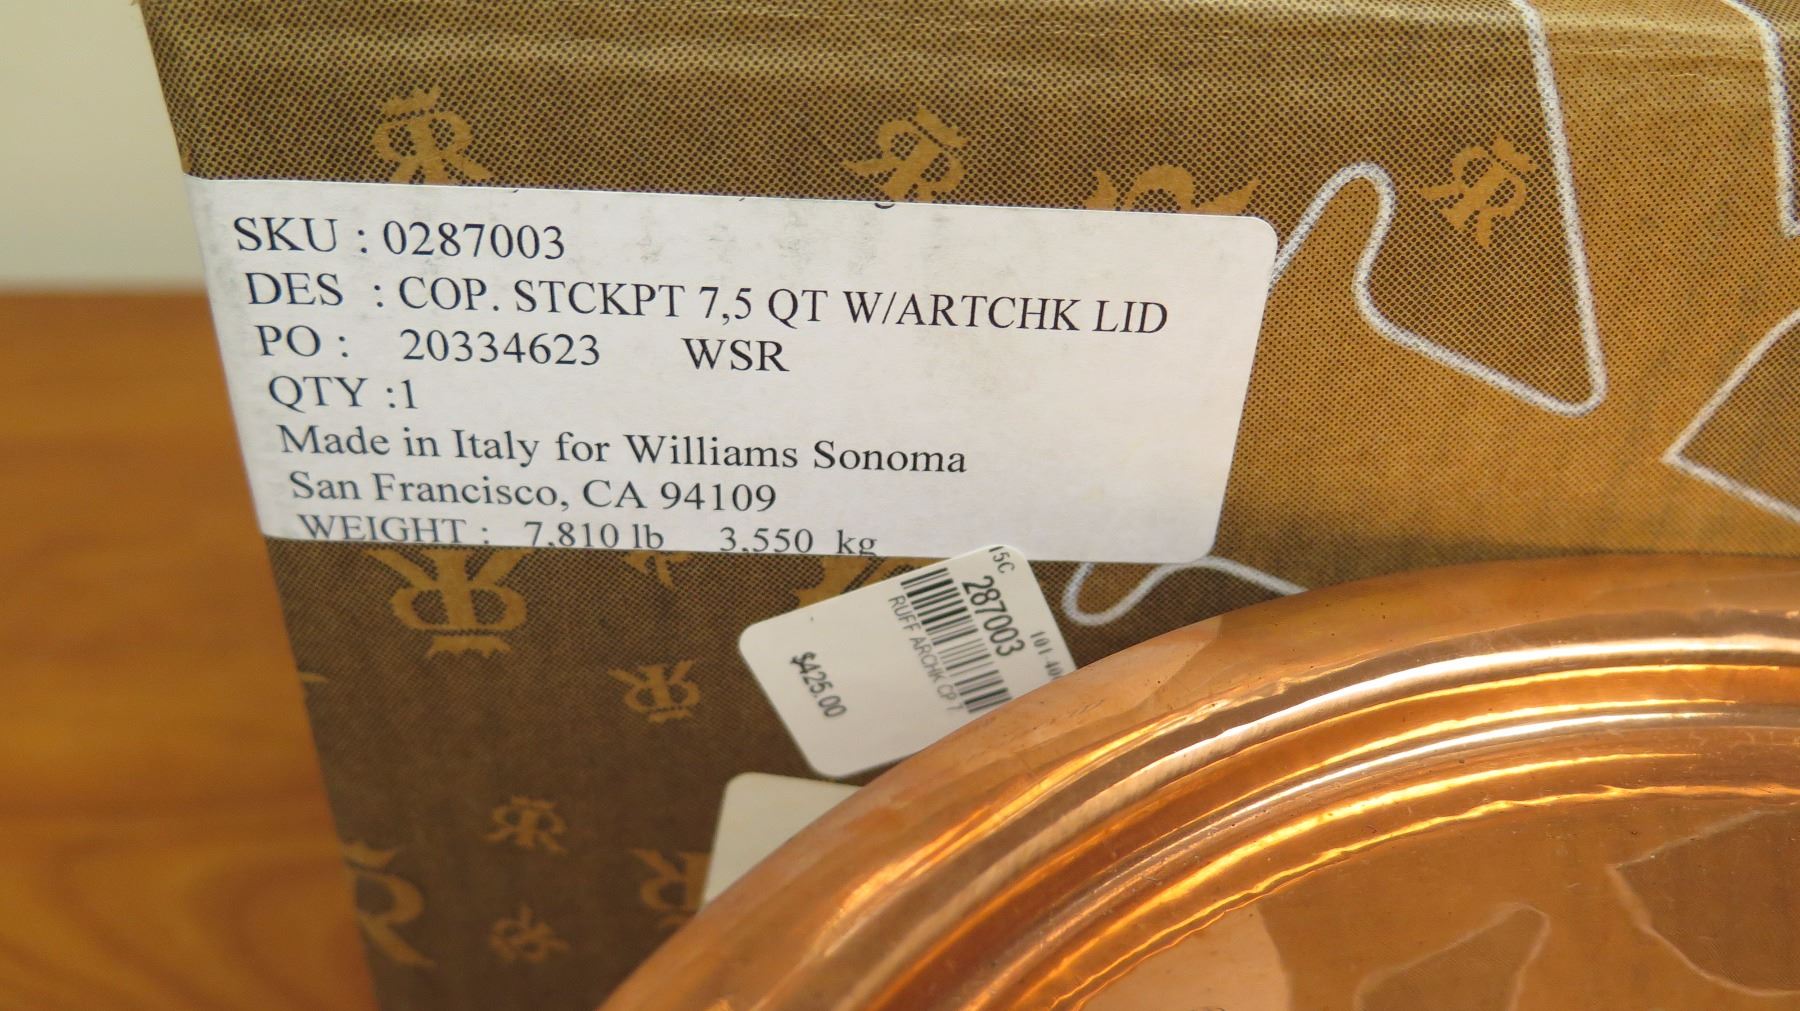 SKU : 0287003
DES : COP. STCKPT 7,5 QT W/ARTCHK LID
PO : 20334623 WSR
QTY :1
Made in Italy for Williams Sonoma
San Francisco, CA 94109
WEIGHT : 7.810 lb 3.550 kg
15C
287003
RUFF ARCHK CP 7
$425.00